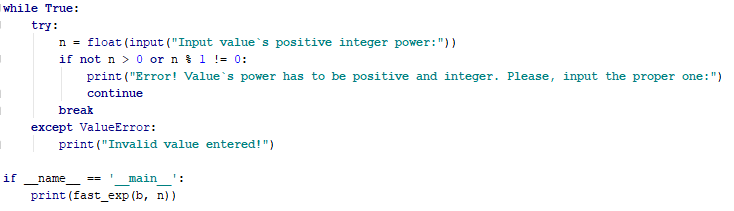 while True:
    try:
        n = float(input("Input value`s positive integer power:"))
        if not n > 0 or n % 1 != 0:
            print("Error! Value`s power has to be positive and integer. Please, input the proper one:")
            continue
        break
    except ValueError:
        print("Invalid value entered!")

if __name__ == '__main__':
    print(fast_exp(b, n))